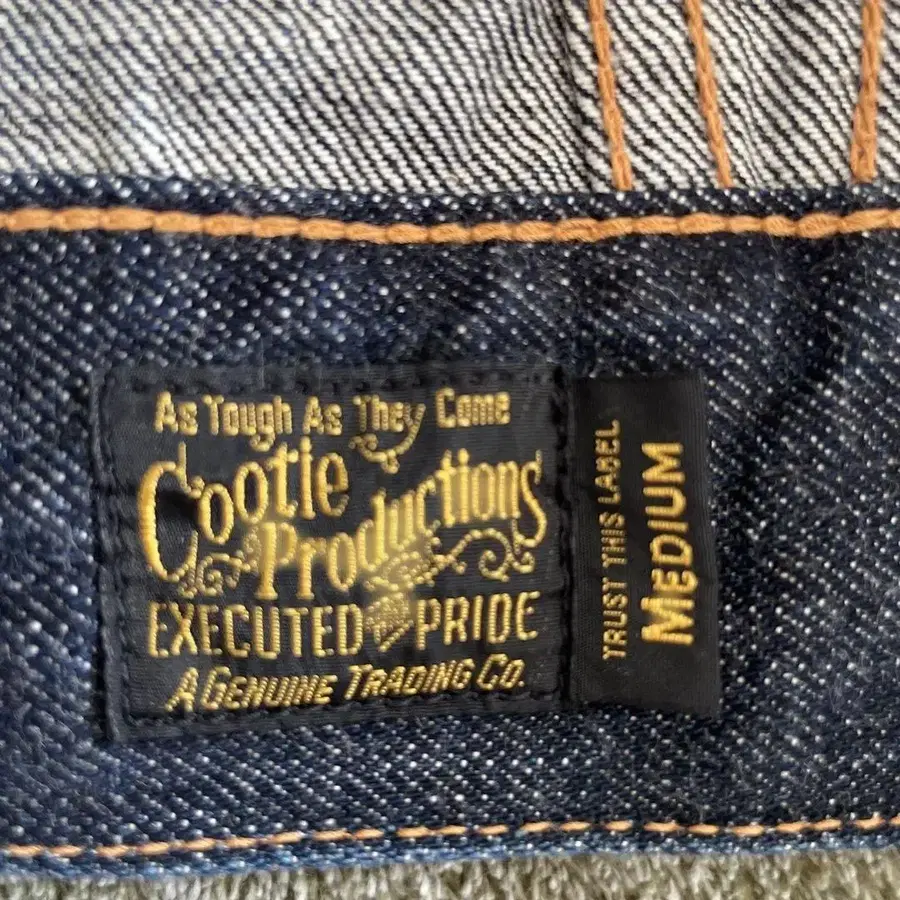 As Tough As They Come
Cootie
Productions
EXECUTED PRIDE
A GENUINE TRADING CO.
TRUST THIS LABEL
MEDIUM